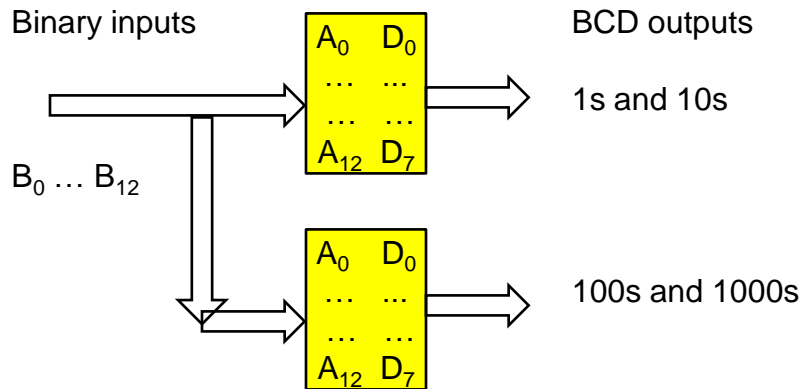 Binary inputs
BCD outputs
A₀ D₀
… ...
… …
A₁₂ D₇
1s and 10s
B₀ … B₁₂
A₀ D₀
… ...
… …
A₁₂ D₇
100s and 1000s